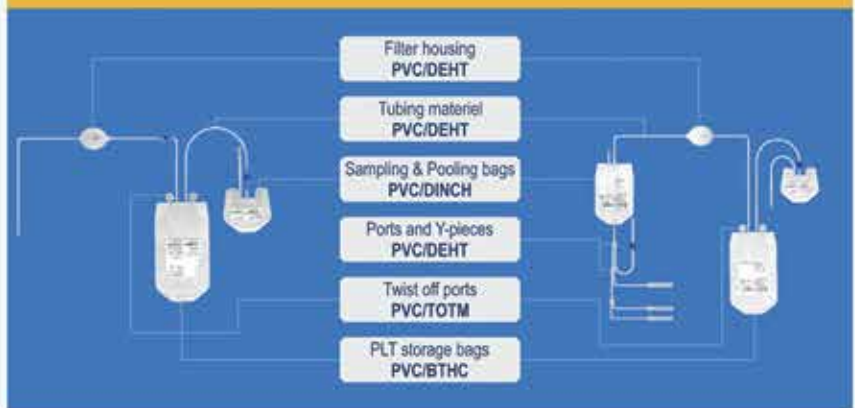 Filter housing
PVC/DEHT
Tubing materiel
PVC/DEHT
Sampling & Pooling bags
PVC/DINCH
Ports and Y-pieces
PVC/DEHT
Twist off ports
PVC/TOTM
PLT storage bags
PVC/BTHC